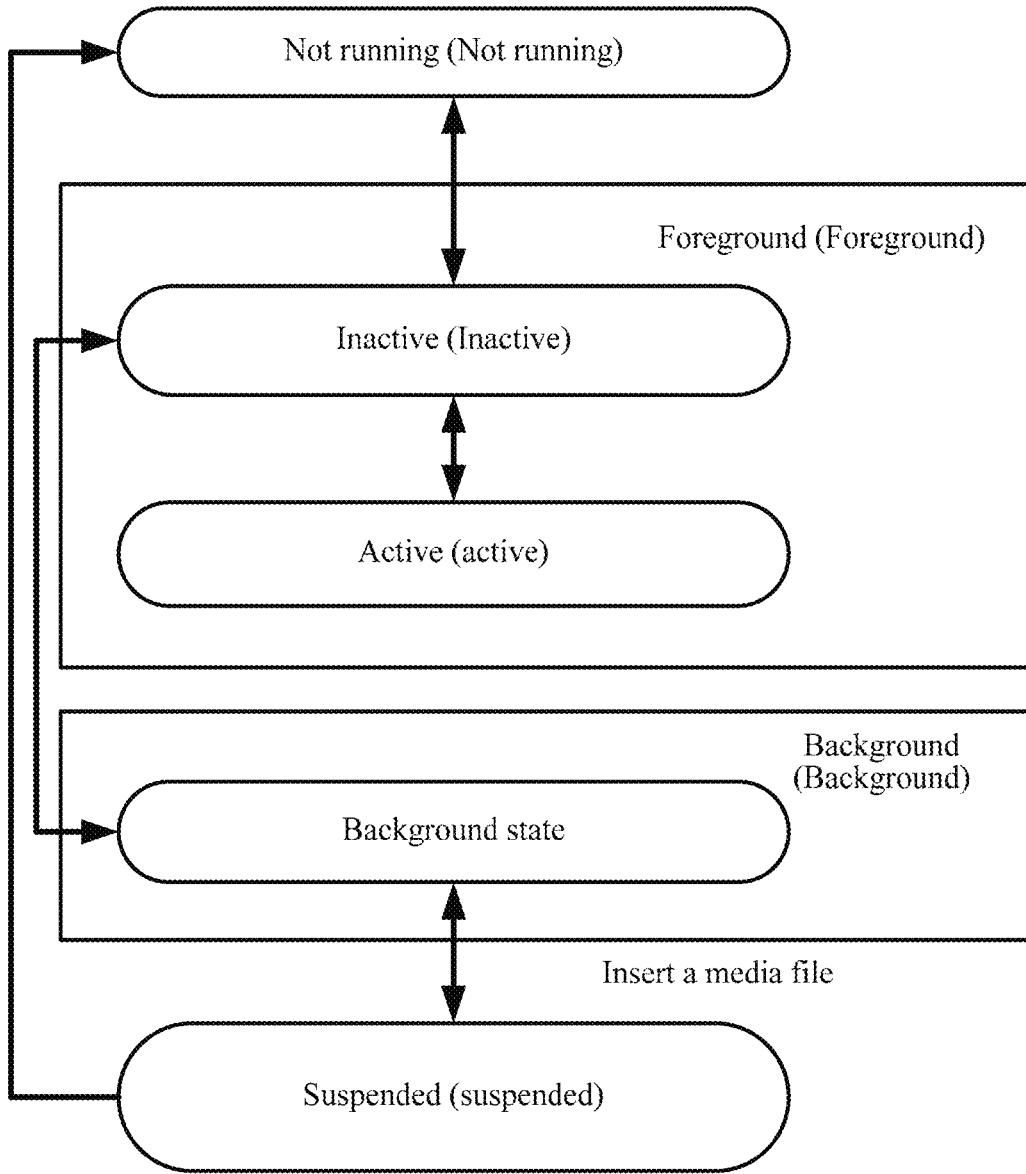 Not running (Not running)
Foreground (Foreground)
Inactive (Inactive)
Active (active)
Background
(Background)
Background state
Insert a media file
Suspended (suspended)